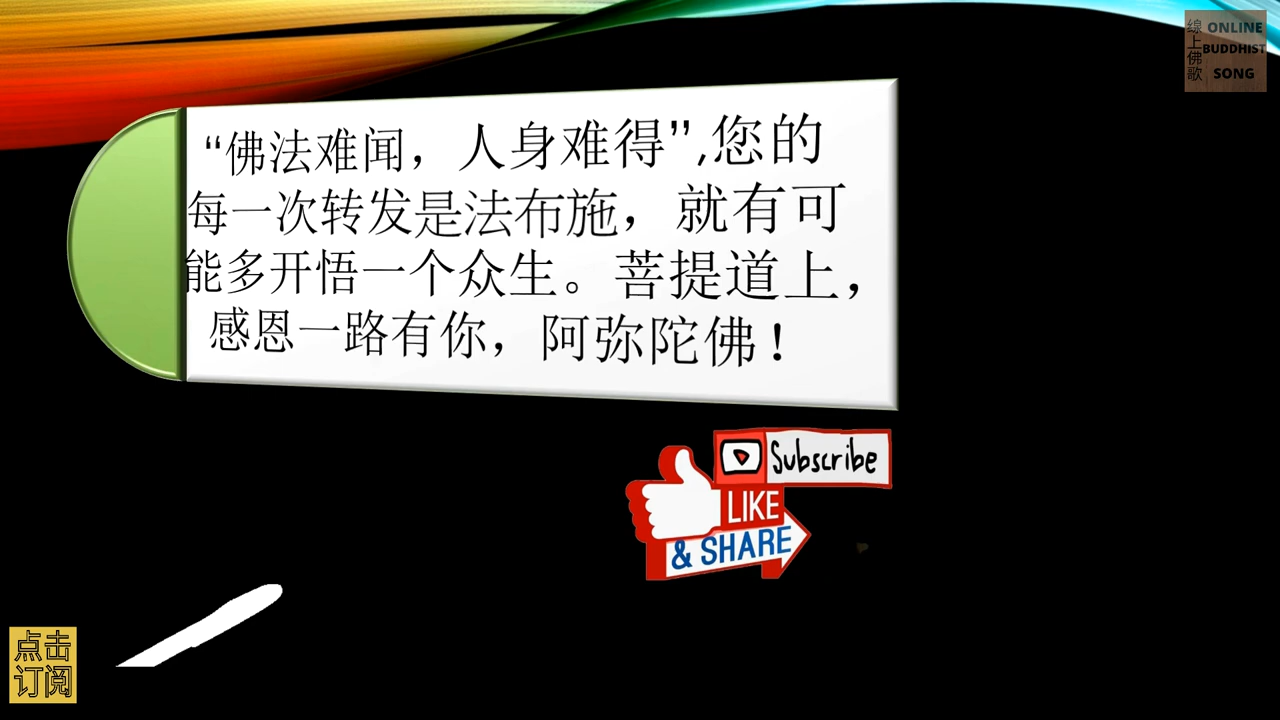 “佛法难闻，人身难得”,您的
每一次转发是法布施，就有可
能多开悟一个众生。菩提道上，
感恩一路有你，阿弥陀佛！
Subscribe
LIKE
& SHARE
线上佛歌
ONLINE
BUDDHIST
SONG
点击
订阅